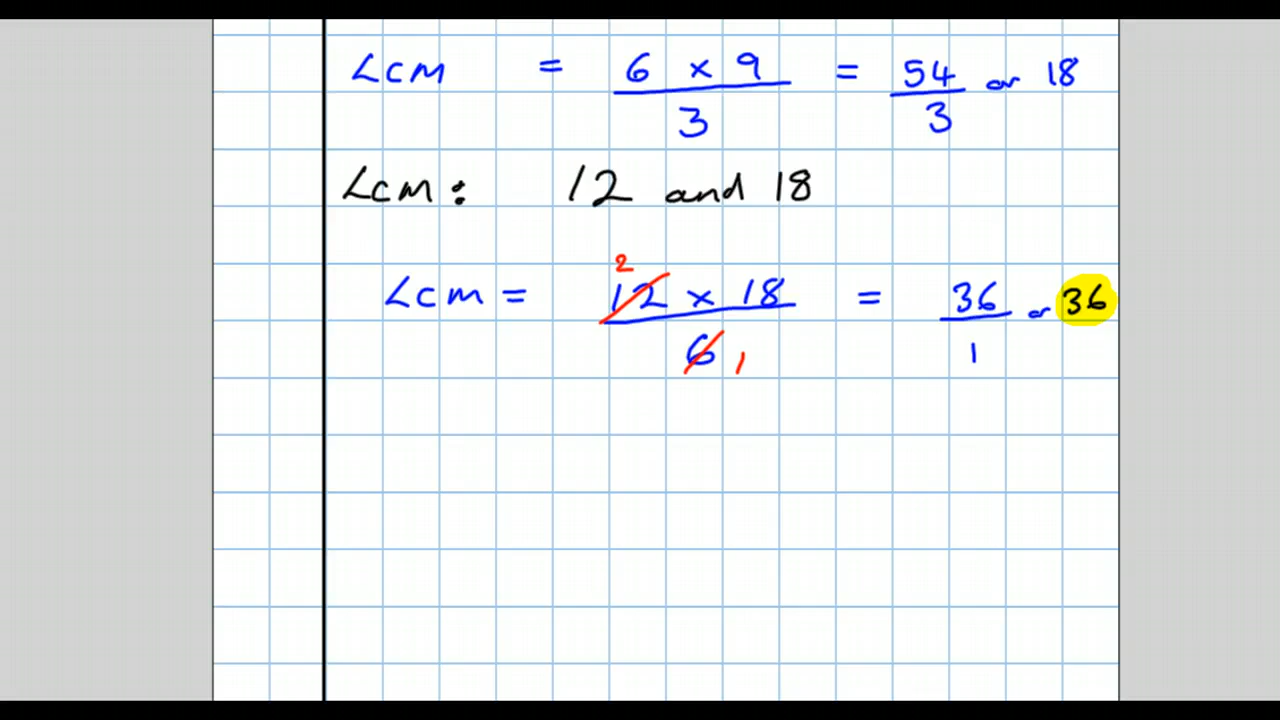 Lcm = 6 × 9 / 3 = 54 / 3 or 18
Lcm: 12 and 18
2
Lcm = 12 × 18 / 6 1 = 36 / 1 or 36